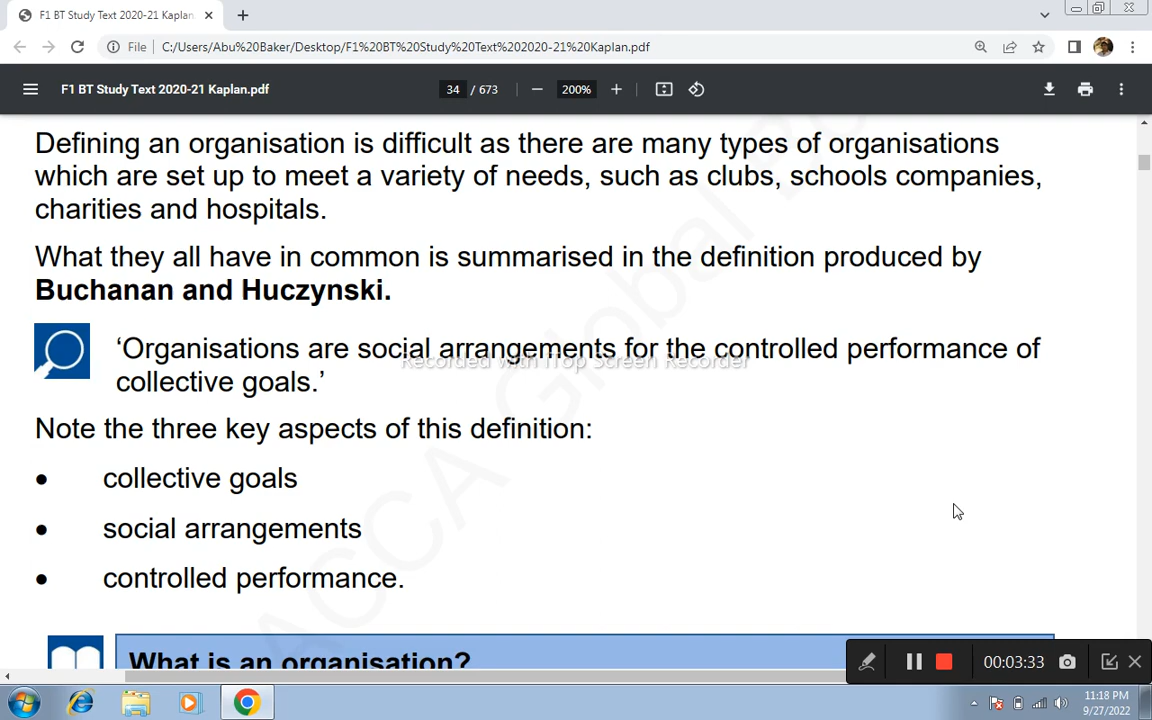 F1 BT Study Text 2020-21 Kaplan
File C:/Users/Abu%20Baker/Desktop/F1%20BT%20Study%20Text%202020-21%20Kaplan.pdf
F1 BT Study Text 2020-21 Kaplan.pdf 34 / 673 200%
Defining an organisation is difficult as there are many types of organisations
which are set up to meet a variety of needs, such as clubs, schools companies,
charities and hospitals.
What they all have in common is summarised in the definition produced by
Buchanan and Huczynski.
‘Organisations are social arrangements for the controlled performance of
Recorded with iTop Screen Recorder
collective goals.’
Note the three key aspects of this definition:
• collective goals
• social arrangements
• controlled performance.
What is an organisation?
00:03:33
11:18 PM
9/27/2022
ACCA Global